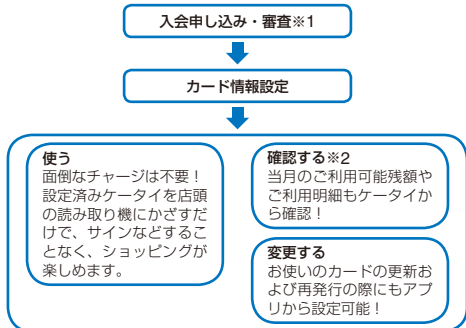 入会申し込み・審査※1
カード情報設定
使う
面倒なチャージは不要！
設定済みケータイを店頭
の読み取り機にかざすだ
けで、サインなどするこ
となく、ショッピングが
楽しめます。
確認する※2
当月のご利用可能残額や
ご利用明細もケータイか
ら確認！
変更する
お使いのカードの更新お
よび再発行の際にもアプ
リから設定可能！